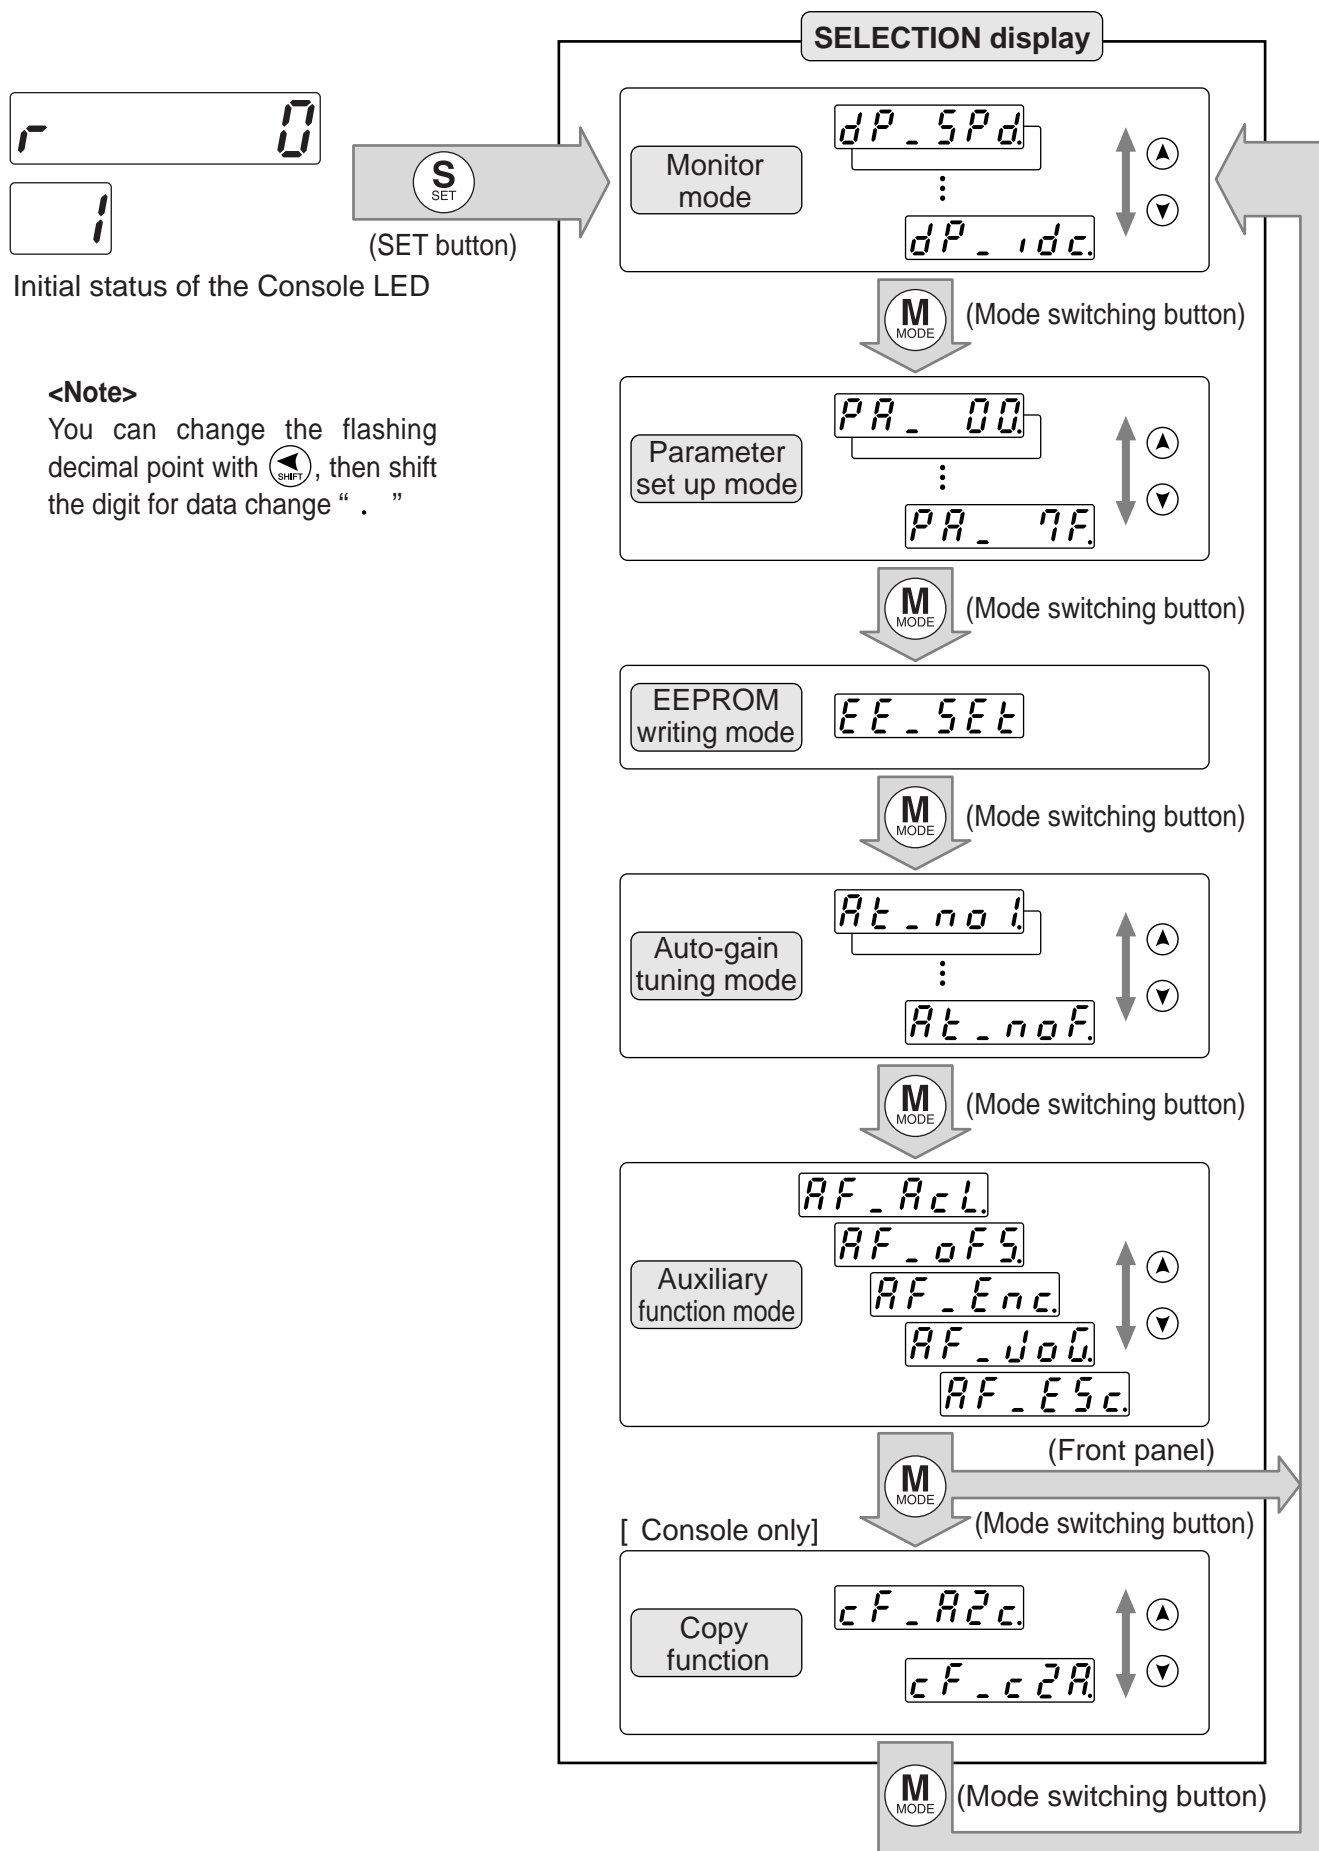 SELECTION display
r 0
1
Initial status of the Console LED
S
SET
(SET button)
<Note>
You can change the flashing
decimal point with SHIFT, then shift
the digit for data change “ . ”
Monitor
mode
dP_SPd.
dP_ idc.
M
MODE
(Mode switching button)
Parameter
set up mode
PA_ 00.
PA_ 7F.
M
MODE
(Mode switching button)
EEPROM
writing mode
EE_SEt
M
MODE
(Mode switching button)
Auto-gain
tuning mode
At_no1.
At_noF.
M
MODE
(Mode switching button)
Auxiliary
function mode
AF_AcL.
AF_oFS.
AF_Enc.
AF_JoG.
AF_ESc.
(Front panel)
M
MODE
(Mode switching button)
[ Console only]
Copy
function
cF_A2c.
cF_c2A.
M
MODE
(Mode switching button)